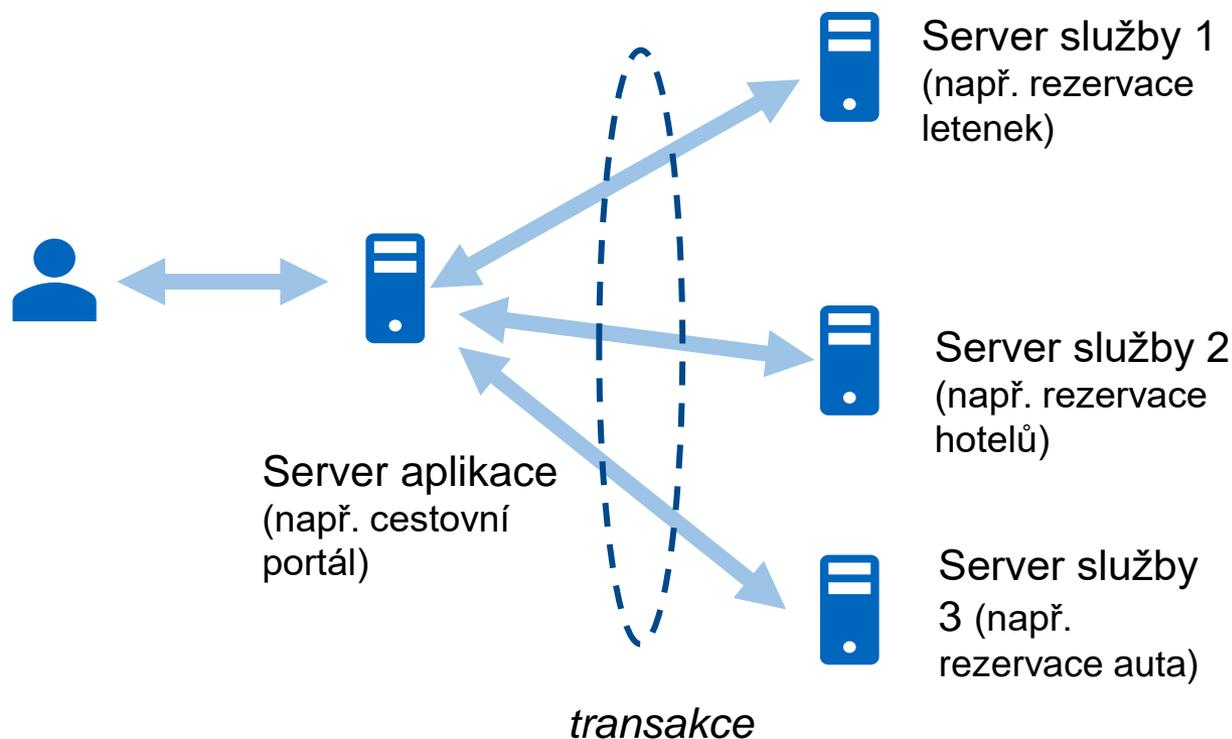 Server služby 1
(např. rezervace
letenek)
Server služby 2
(např. rezervace
hotelů)
Server aplikace
(např. cestovní
portál)
Server služby
3 (např.
rezervace auta)
transakce